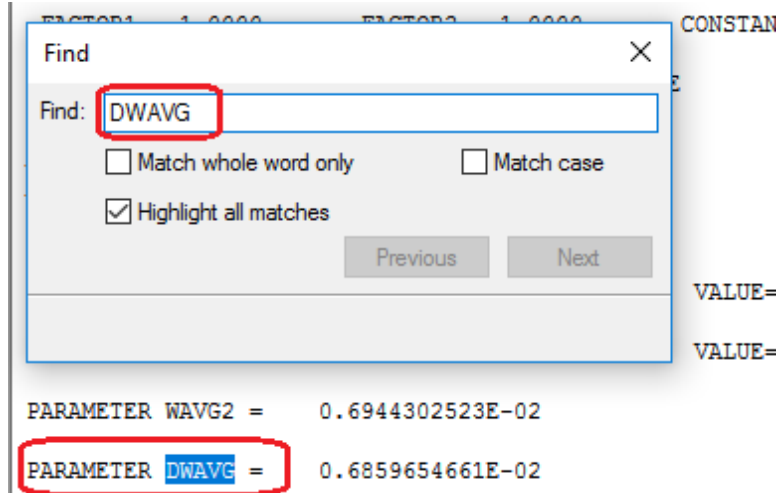 FACTOR1 1.0000 FACTOR2 1.0000 CONSTAN
Find
E
Find: DWAVG
Match whole word only Match case
Highlight all matches
Previous Next
VALUE=
VALUE=
PARAMETER WAVG2 = 0.6944302523E-02
PARAMETER DWAVG = 0.6859654661E-02